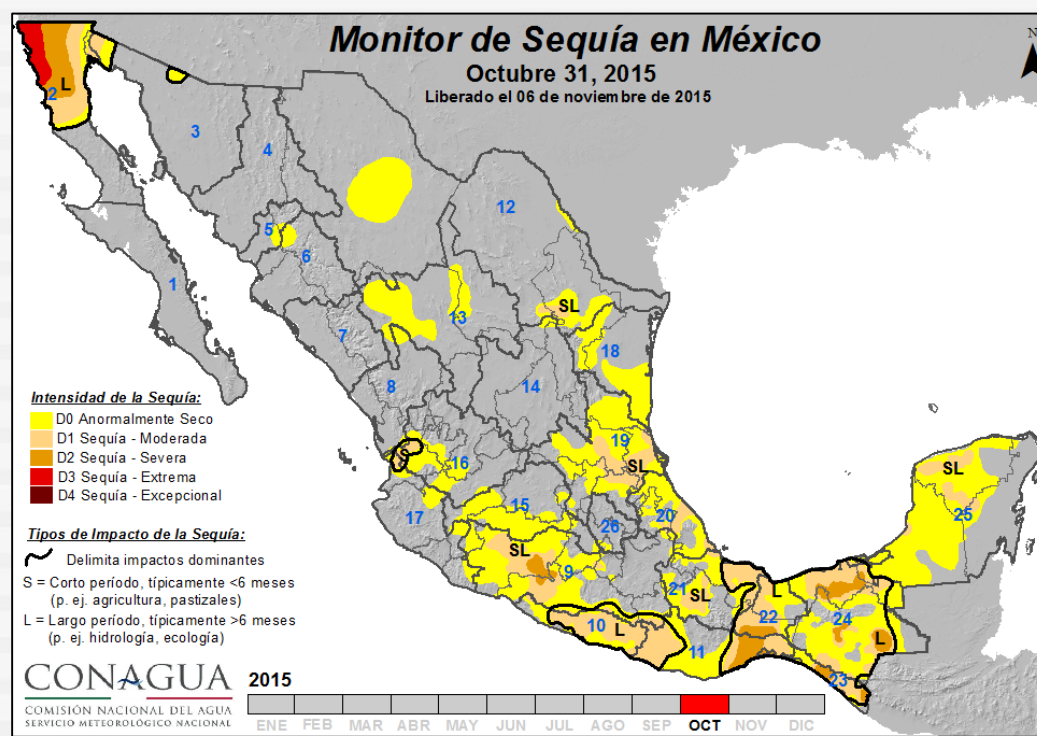 Monitor de Sequía en México
Octubre 31, 2015
Liberado el 06 de noviembre de 2015
N
L
2
3
4
12
5
6
1
13
SL
7
18
8
14
S
16
19
SL
SL
25
17
15
26
20
SL
9
21
SL
L
22
24
10
L
11
L
23
Intensidad de la Sequía:
D0 Anormalmente Seco
D1 Sequía - Moderada
D2 Sequía - Severa
D3 Sequía - Extrema
D4 Sequía - Excepcional
Tipos de Impacto de la Sequía:
Delimita impactos dominantes
S = Corto período, típicamente <6 meses
(p. ej. agricultura, pastizales)
L = Largo período, típicamente >6 meses
(p. ej. hidrología, ecología)
CONAGUA
COMISIÓN NACIONAL DEL AGUA
SERVICIO METEOROLÓGICO NACIONAL
2015
ENE FEB MAR ABR MAY JUN JUL AGO SEP OCT NOV DIC